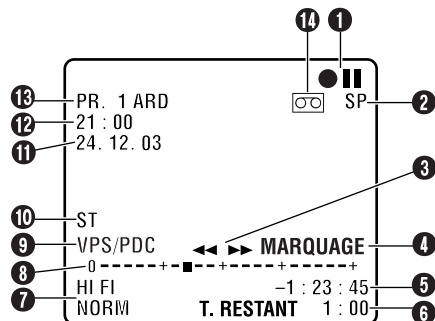 14 1
13 PR. 1 ARD SP 2
12 21 : 00
11 24. 12. 03
3
10 ST
9 VPS/PDC ◄◄ ►► MARQUAGE 4
8 0 – – – – + – ■ – – – + – – – – + – – – – +
7 HI FI –1 : 23 : 45 5
NORM T. RESTANT 1 : 00 6